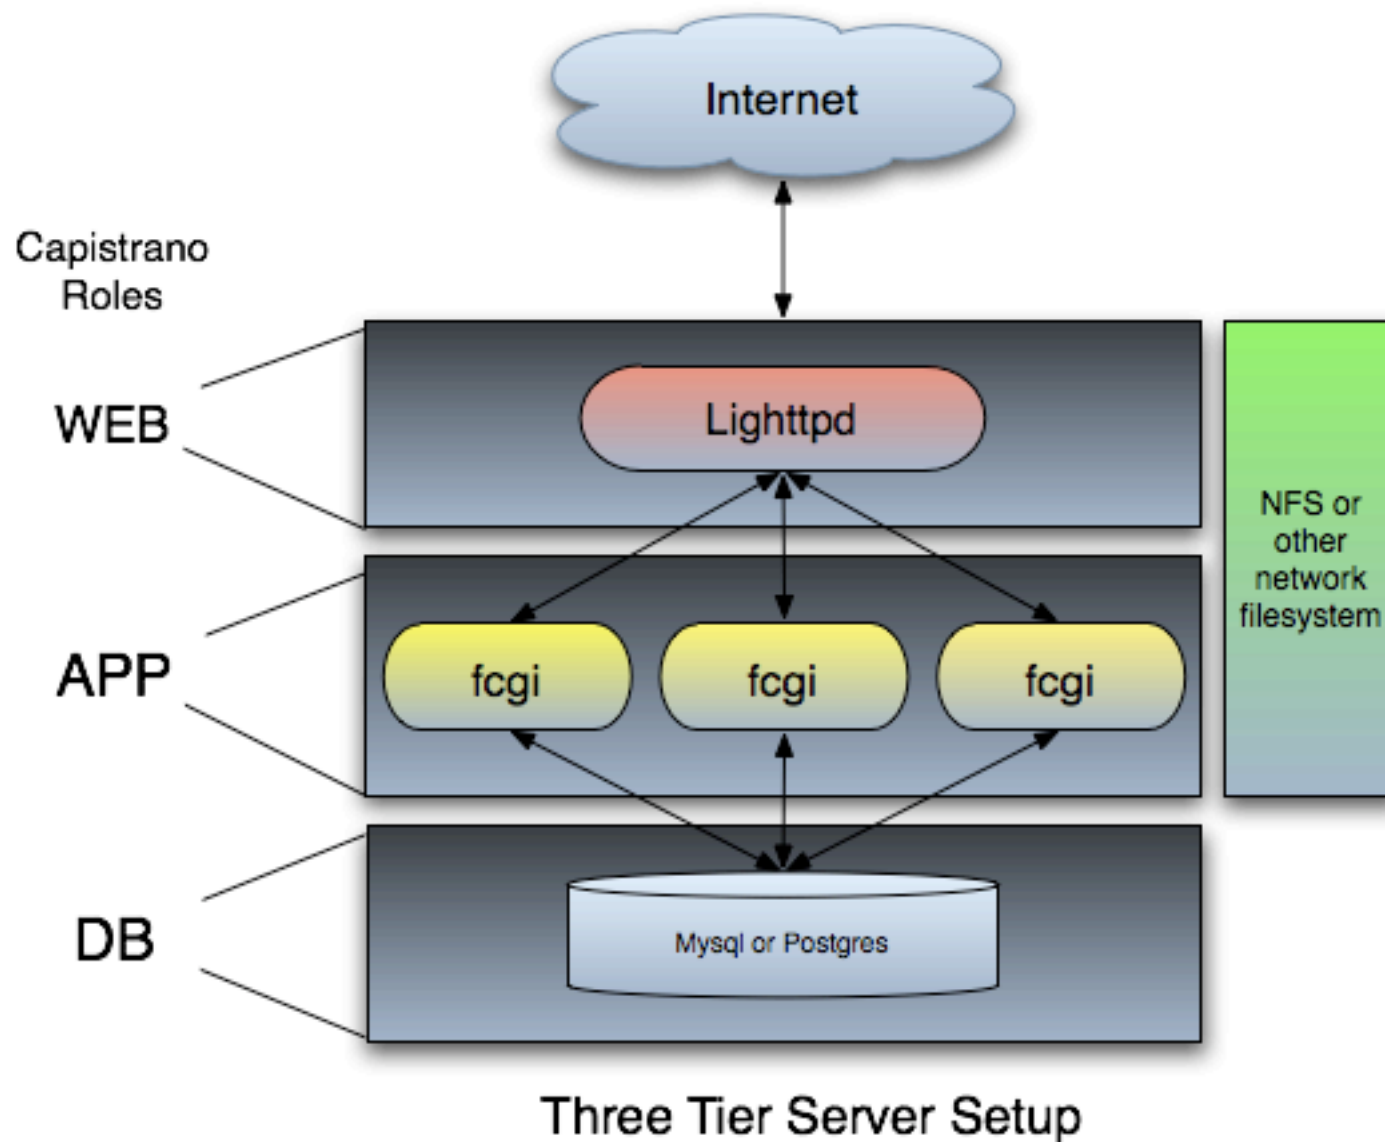 Internet
Capistrano
Roles
WEB
Lighttpd
NFS or
other
network
filesystem
APP
fcgi
fcgi
fcgi
DB
Mysql or Postgres
Three Tier Server Setup